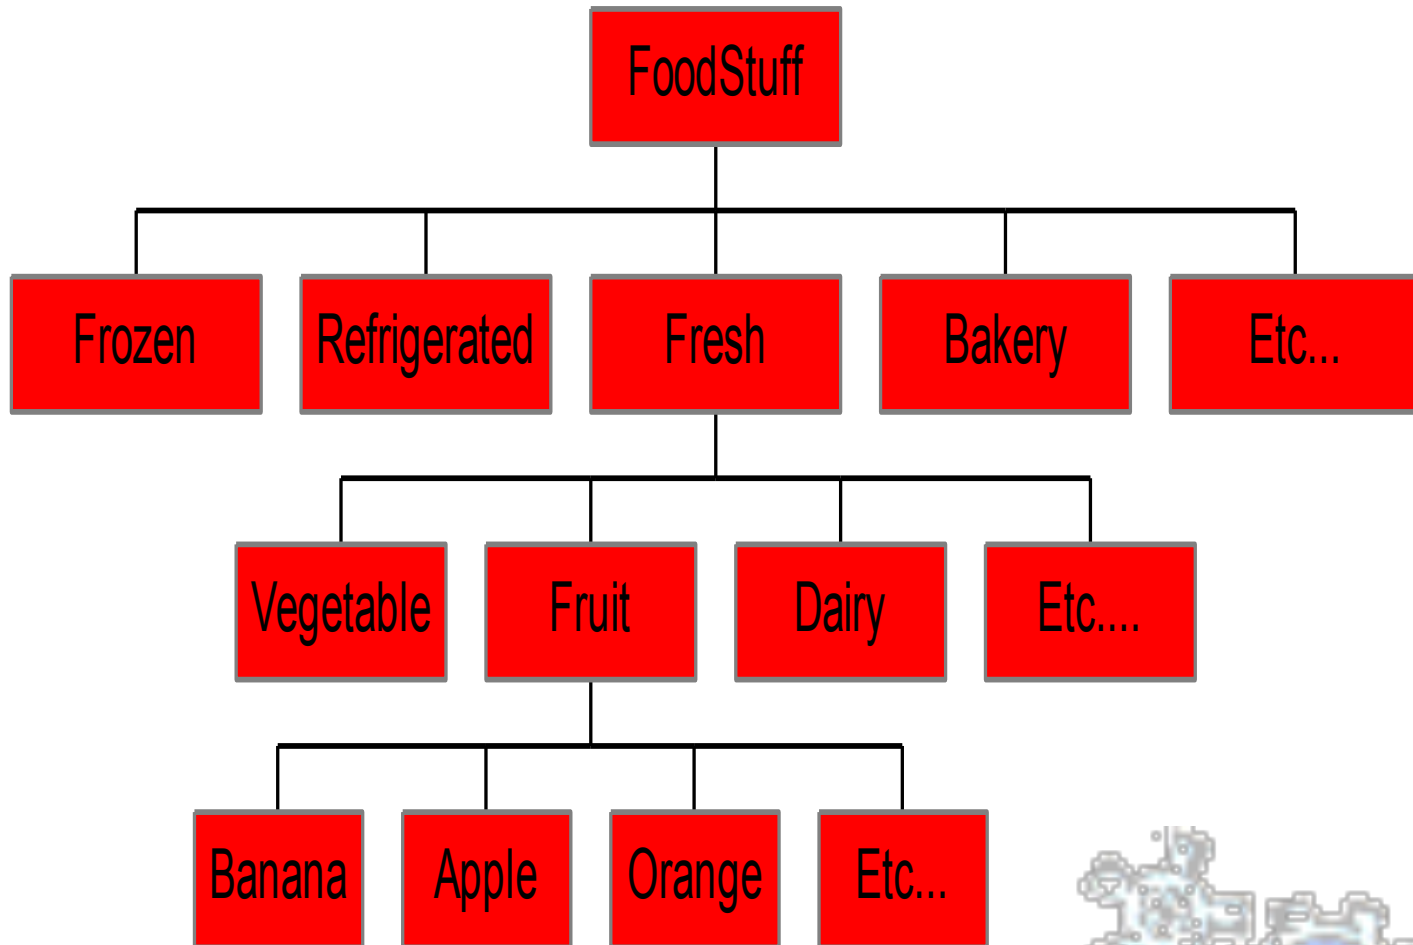 FoodStuff
Frozen
Refrigerated
Fresh
Bakery
Etc...
Vegetable
Fruit
Dairy
Etc....
Banana
Apple
Orange
Etc...